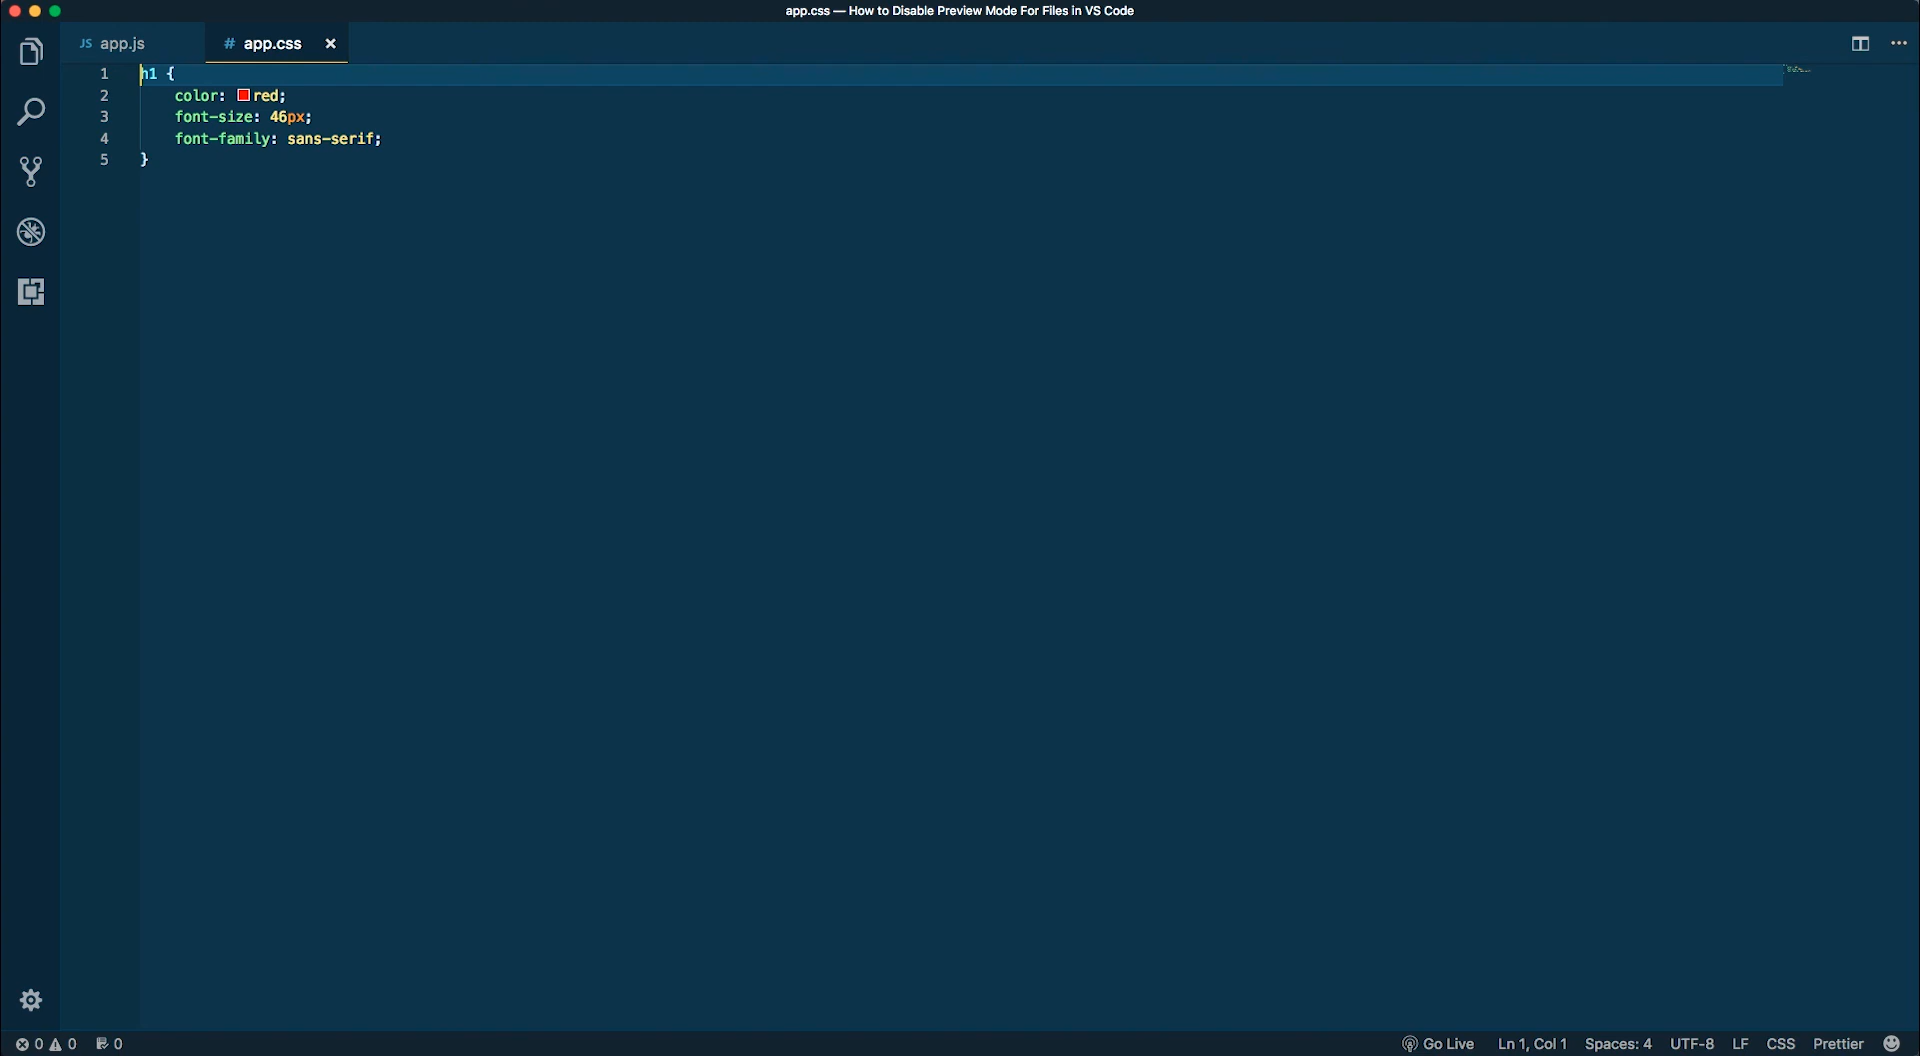 app.css — How to Disable Preview Mode For Files in VS Code
JS app.js # app.css ×
1 h1 {
2 color: red;
3 font-size: 46px;
4 font-family: sans-serif;
5 }
0 0 0 Go Live Ln 1, Col 1 Spaces: 4 UTF-8 LF CSS Prettier